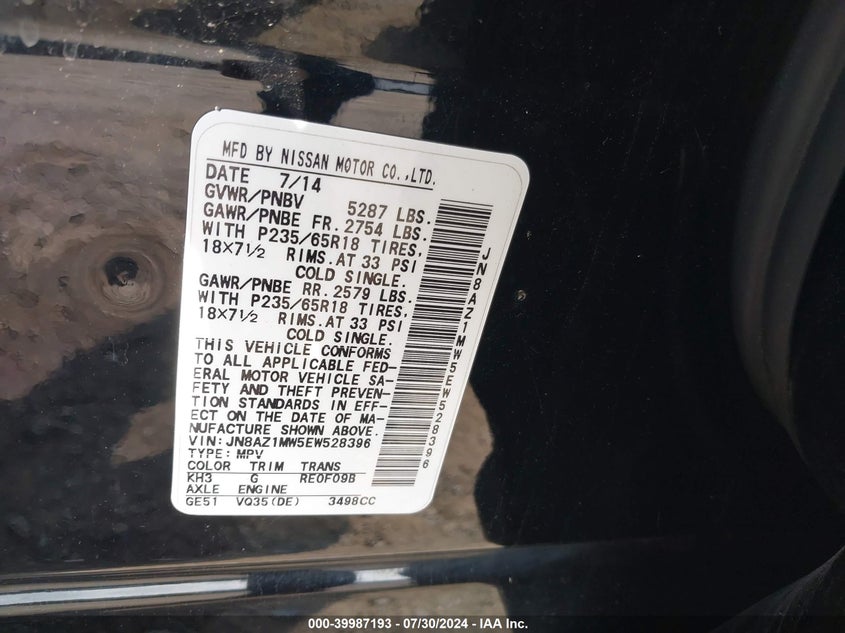 MFD BY NISSAN MOTOR CO.,LTD.
DATE 7/14
GVWR/PNBV 5287 LBS.
GAWR/PNBE FR. 2754 LBS.
WITH P235/65R18 TIRES,
18×7½ RIMS.AT 33 PSI
COLD SINGLE.
GAWR/PNBE RR. 2579 LBS.
WITH P235/65R18 TIRES,
18×7½ RIMS.AT 33 PSI
COLD SINGLE.
THIS VEHICLE CONFORMS
TO ALL APPLICABLE FED-
ERAL MOTOR VEHICLE SA-
FETY AND THEFT PREVEN-
TION STANDARDS IN EFF-
ECT ON THE DATE OF MA-
NUFACTURE SHOWN ABOVE.
VIN:JN8AZ1MW5EW528396
TYPE:MPV
COLOR TRIM TRANS
KH3 G RE0F09B
AXLE ENGINE
GE51 VQ35(DE) 3498CC
JN8AZ1MW5EW528396
000-39987193 - 07/30/2024 - IAA Inc.